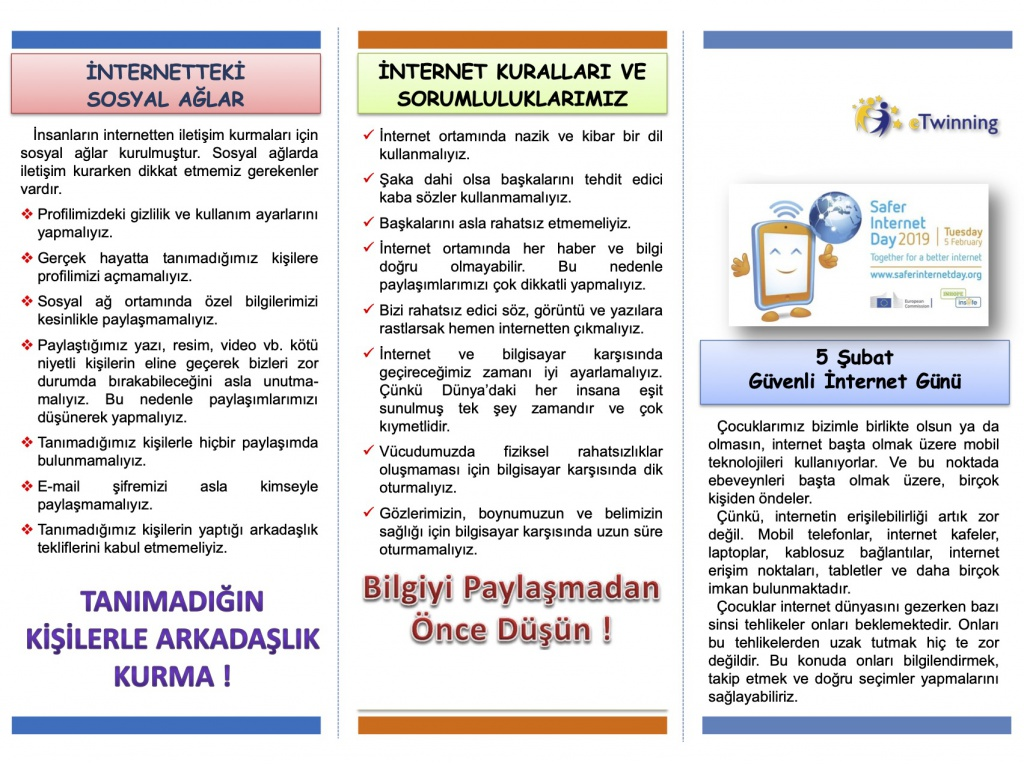 İNTERNETTEKİ
SOSYAL AĞLAR
İnsanların internetten iletişim kurmaları için
sosyal ağlar kurulmuştur. Sosyal ağlarda
iletişim kurarken dikkat etmemiz gerekenler
vardır.
❖ Profilimizdeki gizlilik ve kullanım ayarlarını
yapmalıyız.
❖ Gerçek hayatta tanımadığımız kişilere
profilimizi açmamalıyız.
❖ Sosyal ağ ortamında özel bilgilerimizi
kesinlikle paylaşmamalıyız.
❖ Paylaştığımız yazı, resim, video vb. kötü
niyetli kişilerin eline geçerek bizleri zor
durumda bırakabileceğini asla unutma-
malıyız. Bu nedenle paylaşımlarımızı
düşünerek yapmalıyız.
❖ Tanımadığımız kişilerle hiçbir paylaşımda
bulunmamalıyız.
❖ E-mail şifremizi asla kimseyle
paylaşmamalıyız.
❖ Tanımadığımız kişilerin yaptığı arkadaşlık
tekliflerini kabul etmemeliyiz.
TANIMADIĞIN
KİŞİLERLE ARKADAŞLIK
KURMA !
İNTERNET KURALLARI VE
SORUMLULUKLARIMIZ
✓ İnternet ortamında nazik ve kibar bir dil
kullanmalıyız.
✓ Şaka dahi olsa başkalarını tehdit edici
kaba sözler kullanmamalıyız.
✓ Başkalarını asla rahatsız etmemeliyiz.
✓ İnternet ortamında her haber ve bilgi
doğru olmayabilir. Bu nedenle
paylaşımlarımızı çok dikkatli yapmalıyız.
✓ Bizi rahatsız edici söz, görüntü ve yazılara
rastlarsak hemen internetten çıkmalıyız.
✓ İnternet ve bilgisayar karşısında
geçireceğimiz zamanı iyi ayarlamalıyız.
Çünkü Dünya’daki her insana eşit
sunulmuş tek şey zamandır ve çok
kıymetlidir.
✓ Vücudumuzda fiziksel rahatsızlıklar
oluşmaması için bilgisayar karşısında dik
oturmalıyız.
✓ Gözlerimizin, boynumuzun ve belimizin
sağlığı için bilgisayar karşısında uzun süre
oturmamalıyız.
Bilgiyi Paylaşmadan
Önce Düşün !
eTwinning
Safer
Internet
Day 2019
Tuesday
5 February
Together for a better internet
www.saferinternetday.org
European
Commission
INHOPE
insafe
5 Şubat
Güvenli İnternet Günü
Çocuklarımız bizimle birlikte olsun ya da
olmasın, internet başta olmak üzere mobil
teknolojileri kullanıyorlar. Ve bu noktada
ebeveynleri başta olmak üzere, birçok
kişiden öndeler.
Çünkü, internetin erişilebilirliği artık zor
değil. Mobil telefonlar, internet kafeler,
laptoplar, kablosuz bağlantılar, internet
erişim noktaları, tabletler ve daha birçok
imkan bulunmaktadır.
Çocuklar internet dünyasını gezerken bazı
sinsi tehlikeler onları beklemektedir. Onları
bu tehlikelerden uzak tutmak hiç te zor
değildir. Bu konuda onları bilgilendirmek,
takip etmek ve doğru seçimler yapmalarını
sağlayabiliriz.